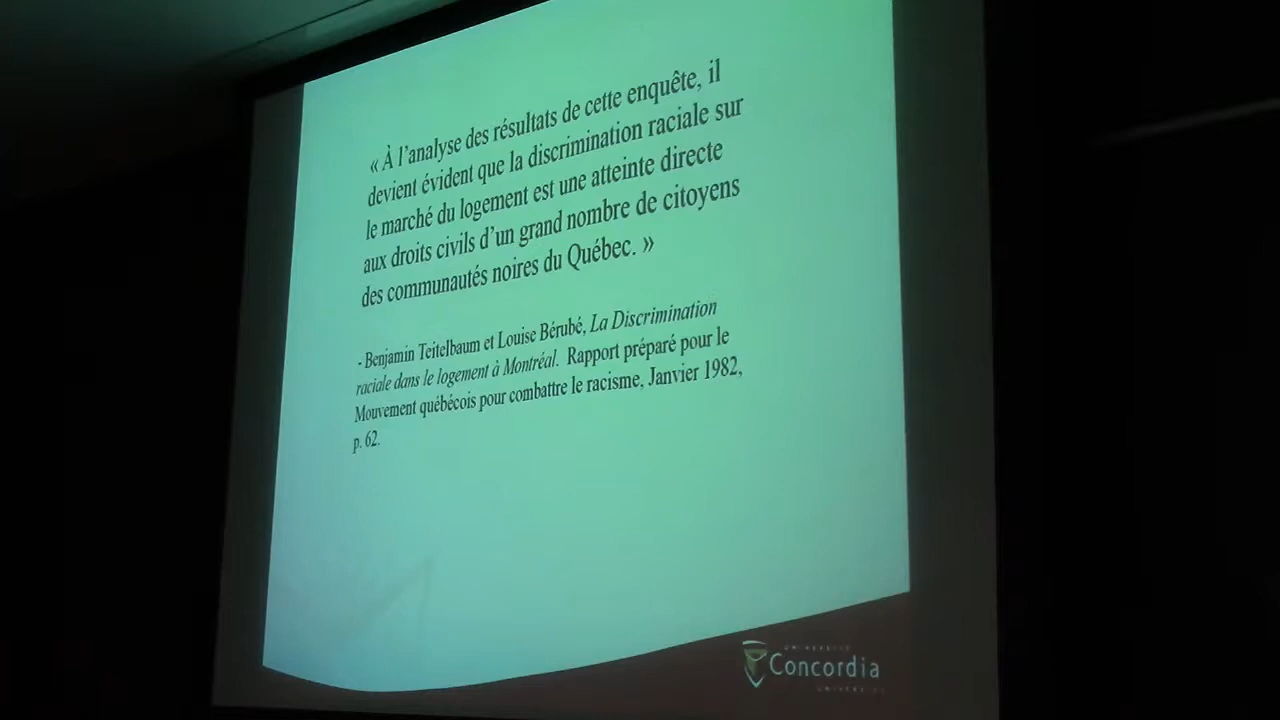 « À l’analyse des résultats de cette enquête, il
devient évident que la discrimination raciale sur
le marché du logement est une atteinte directe
aux droits civils d’un grand nombre de citoyens
des communautés noires du Québec. »
- Benjamin Teitelbaum et Louise Bérubé, La Discrimination
raciale dans le logement à Montréal. Rapport préparé pour le
Mouvement québécois pour combattre le racisme, Janvier 1982,
p. 62.
UNIVERSITÉ
Concordia
UNIVERSITY